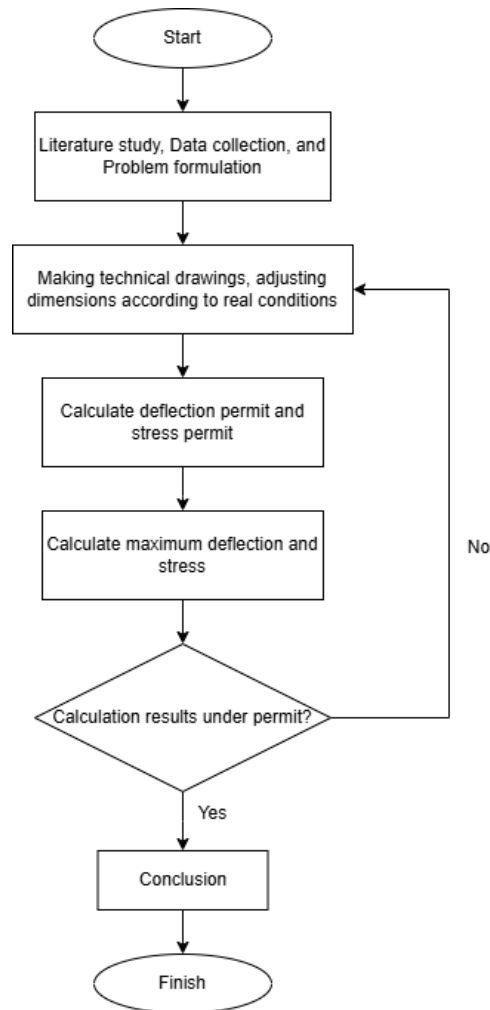 Start
Literature study, Data collection, and
Problem formulation
Making technical drawings, adjusting
dimensions according to real conditions
Calculate deflection permit and
stress permit
Calculate maximum deflection and
stress
No
Calculation results under permit?
Yes
Conclusion
Finish